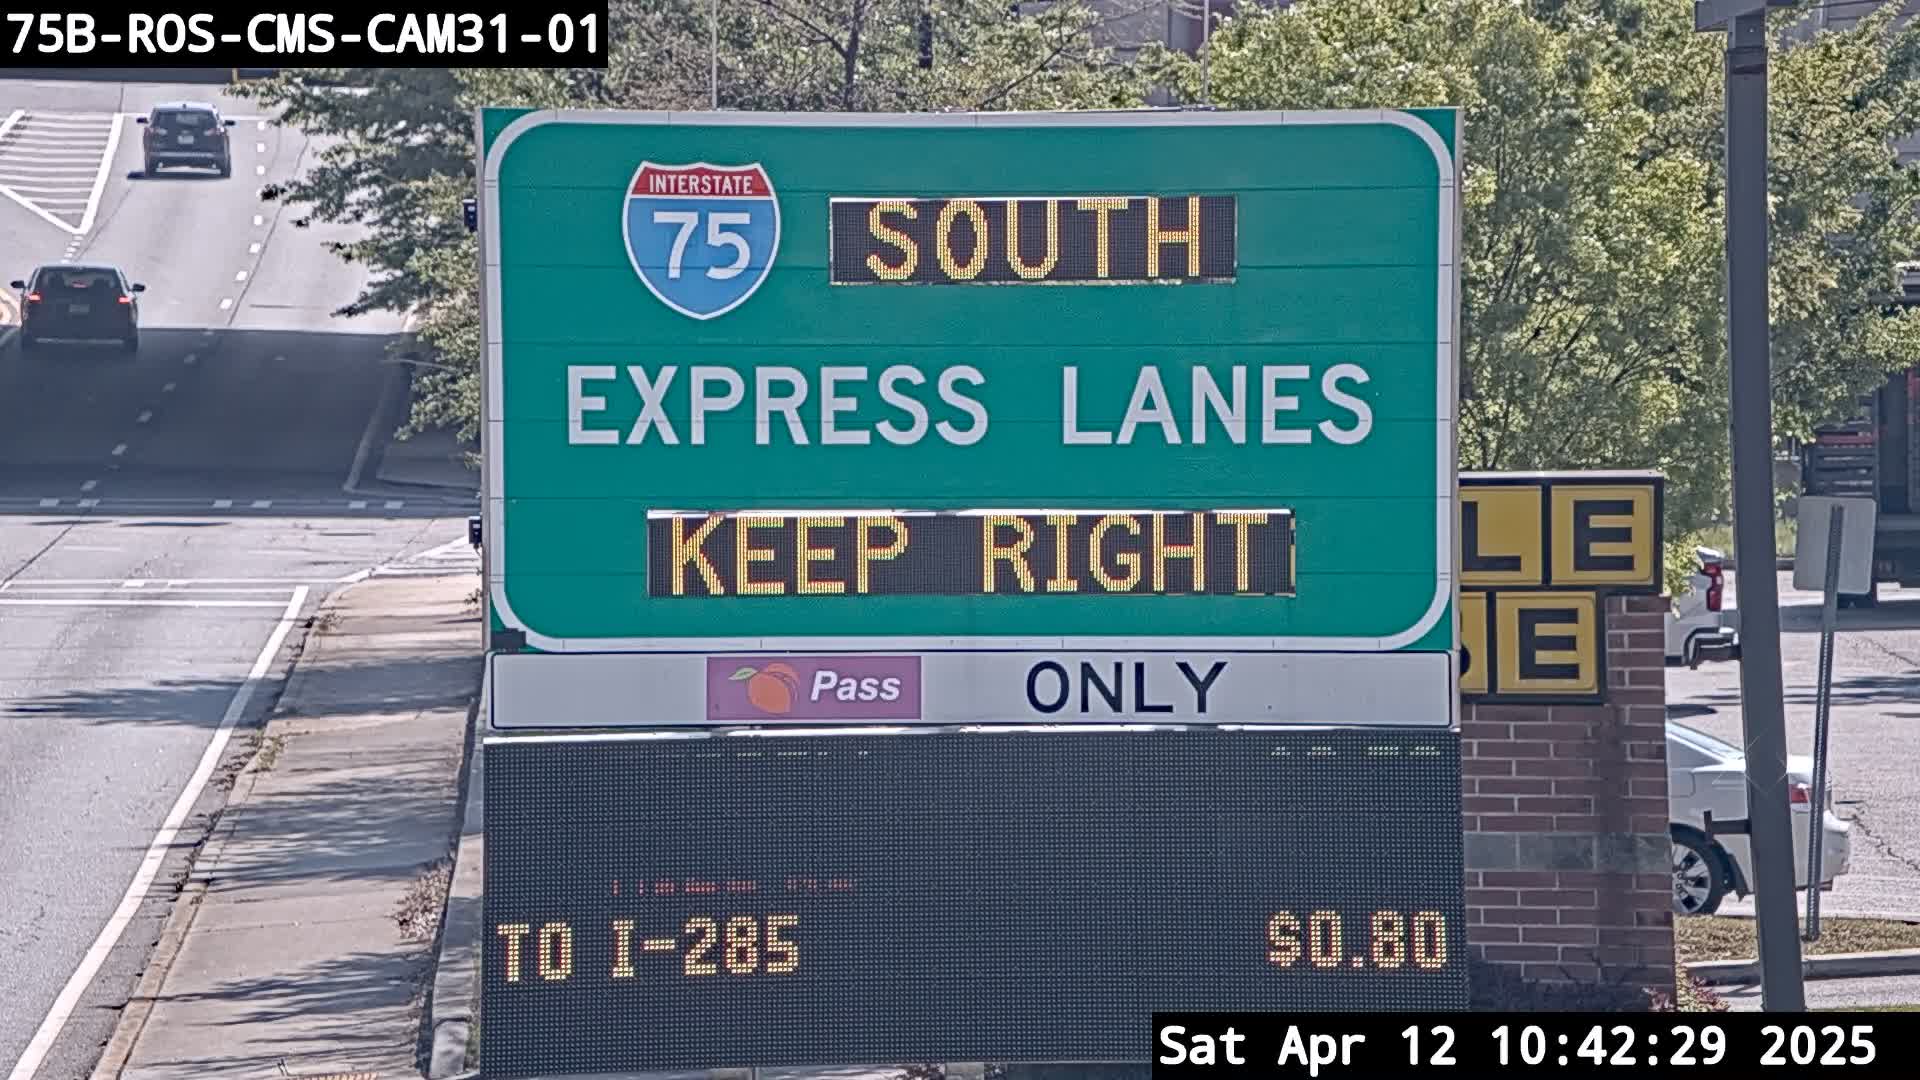 75B-ROS-CMS-CAM31-01
INTERSTATE
75
SOUTH
EXPRESS LANES
KEEP RIGHT
Pass ONLY
TO I-285 $0.80
LE
E
Sat Apr 12 10:42:29 2025